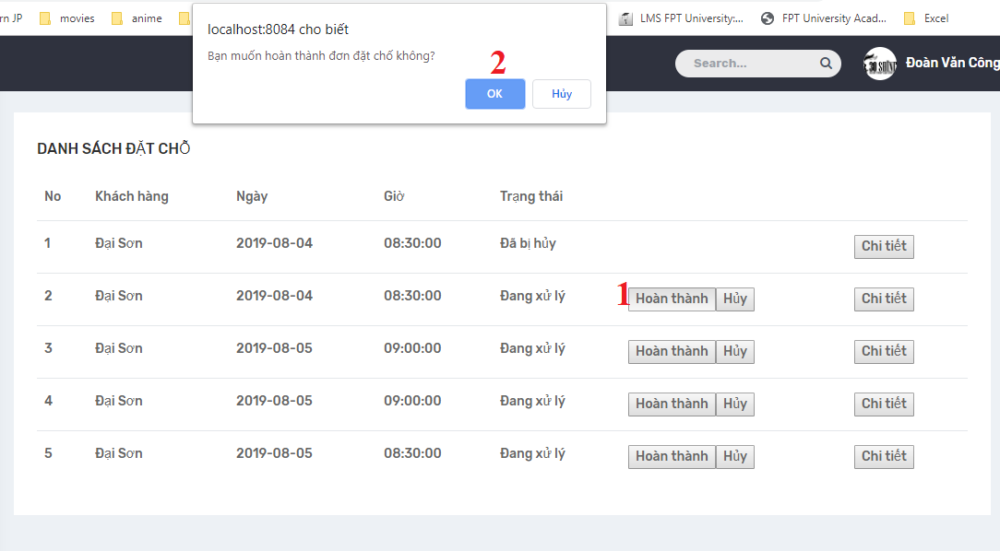 rn JP movies anime LMS FPT University:... FPT University Acad... Excel
localhost:8084 cho biết
Bạn muốn hoàn thành đơn đặt chố không?
2
OK Hủy
Search... Đoàn Văn Công
DANH SÁCH ĐẶT CHỖ
No Khách hàng Ngày Giờ Trạng thái
1 Đại Sơn 2019-08-04 08:30:00 Đã bị hủy Chi tiết
2 Đại Sơn 2019-08-04 08:30:00 Đang xử lý 1 Hoàn thành Hủy Chi tiết
3 Đại Sơn 2019-08-05 09:00:00 Đang xử lý Hoàn thành Hủy Chi tiết
4 Đại Sơn 2019-08-05 09:00:00 Đang xử lý Hoàn thành Hủy Chi tiết
5 Đại Sơn 2019-08-05 08:30:00 Đang xử lý Hoàn thành Hủy Chi tiết